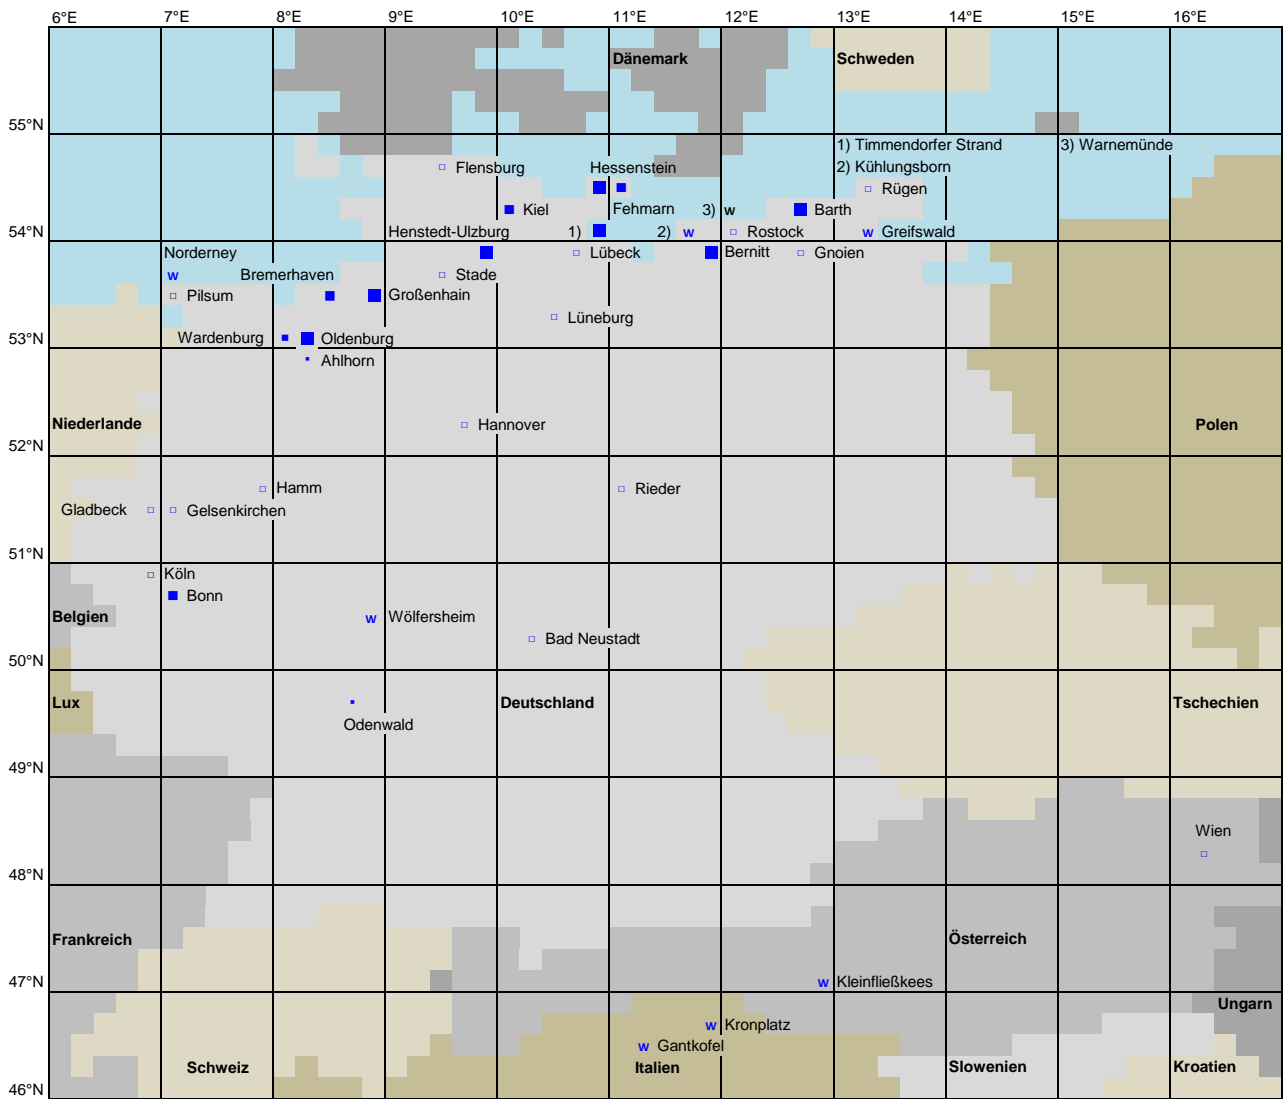 6°E 7°E 8°E 9°E 10°E 11°E 12°E 13°E 14°E 15°E 16°E
Dänemark Schweden
55°N
1) Timmendorfer Strand 3) Warnemünde
Flensburg Hessenstein 2) Kühlungsborn
Rügen
Kiel Fehmarn 3) w Barth
54°N Henstedt-Ulzburg 1) 2) w Rostock w Greifswald
Norderney Lübeck Bernitt Gnoien
w Bremerhaven Stade
Pilsum Großenhain
Lüneburg
53°N Wardenburg Oldenburg
Ahlhorn
Niederlande Hannover Polen
52°N
Hamm Rieder
Gladbeck Gelsenkirchen
51°N
Köln
Bonn
Belgien w Wölfersheim
Bad Neustadt
50°N
Lux Deutschland Tschechien
Odenwald
49°N
Wien
48°N
Frankreich Österreich
47°N w Kleinfließkees
Ungarn
w Kronplatz
w Gantkofel
Schweiz Italien Slowenien Kroatien
46°N